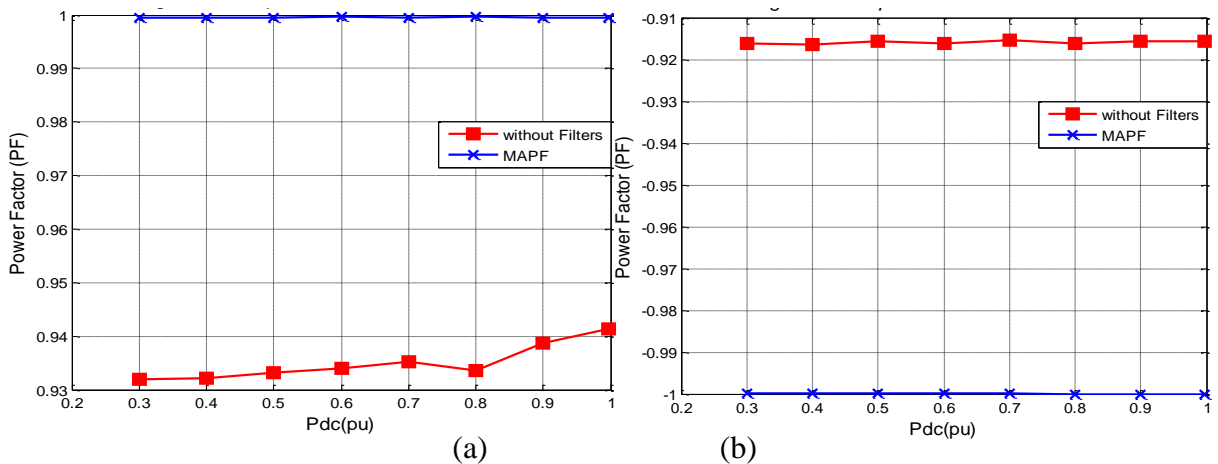 1
0.99
0.98
0.97
0.96
0.95
0.94
0.93
Power Factor (PF)
without Filters
MAPF
0.2 0.3 0.4 0.5 0.6 0.7 0.8 0.9 1
Pdc(pu)
(a)
-0.91
-0.92
-0.93
-0.94
-0.95
-0.96
-0.97
-0.98
-0.99
-1
Power Factor (PF)
without Filters
MAPF
0.2 0.3 0.4 0.5 0.6 0.7 0.8 0.9 1
Pdc(pu)
(b)